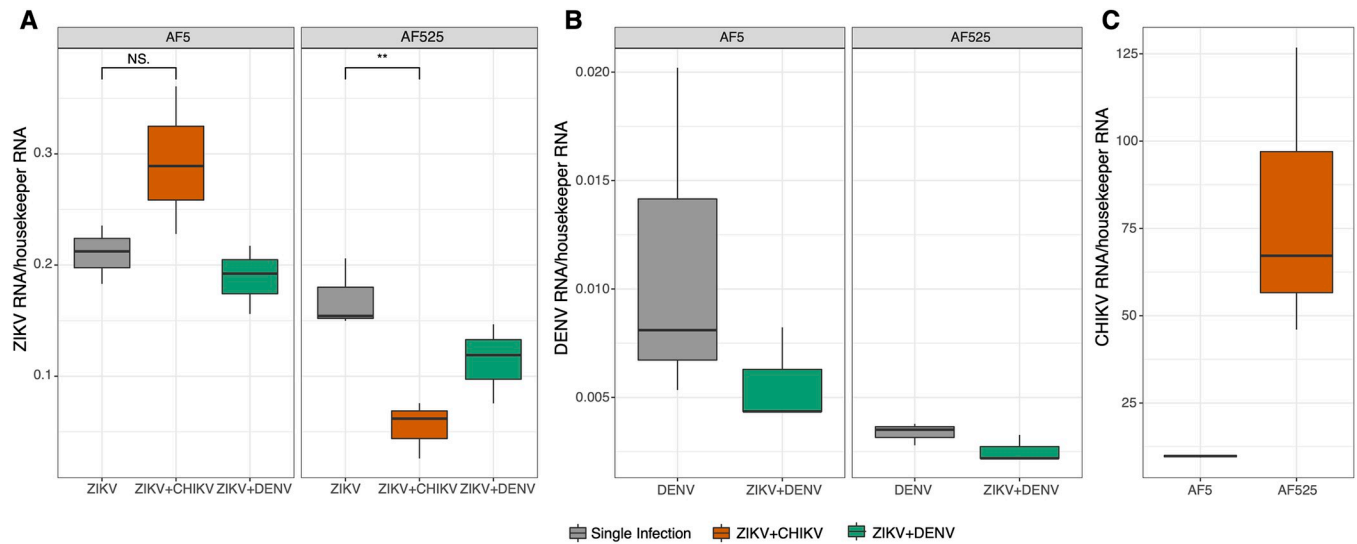 A
AF5
AF525
NS.
**
ZIKV RNA/housekeeper RNA
0.3
0.2
0.1
ZIKV
ZIKV+CHIKV
ZIKV+DENV
ZIKV
ZIKV+CHIKV
ZIKV+DENV
B
AF5
AF525
DENV RNA/housekeeper RNA
0.020
0.015
0.010
0.005
DENV
ZIKV+DENV
DENV
ZIKV+DENV
C
CHIKV RNA/housekeeper RNA
125
100
75
50
25
AF5
AF525
Single Infection
ZIKV+CHIKV
ZIKV+DENV